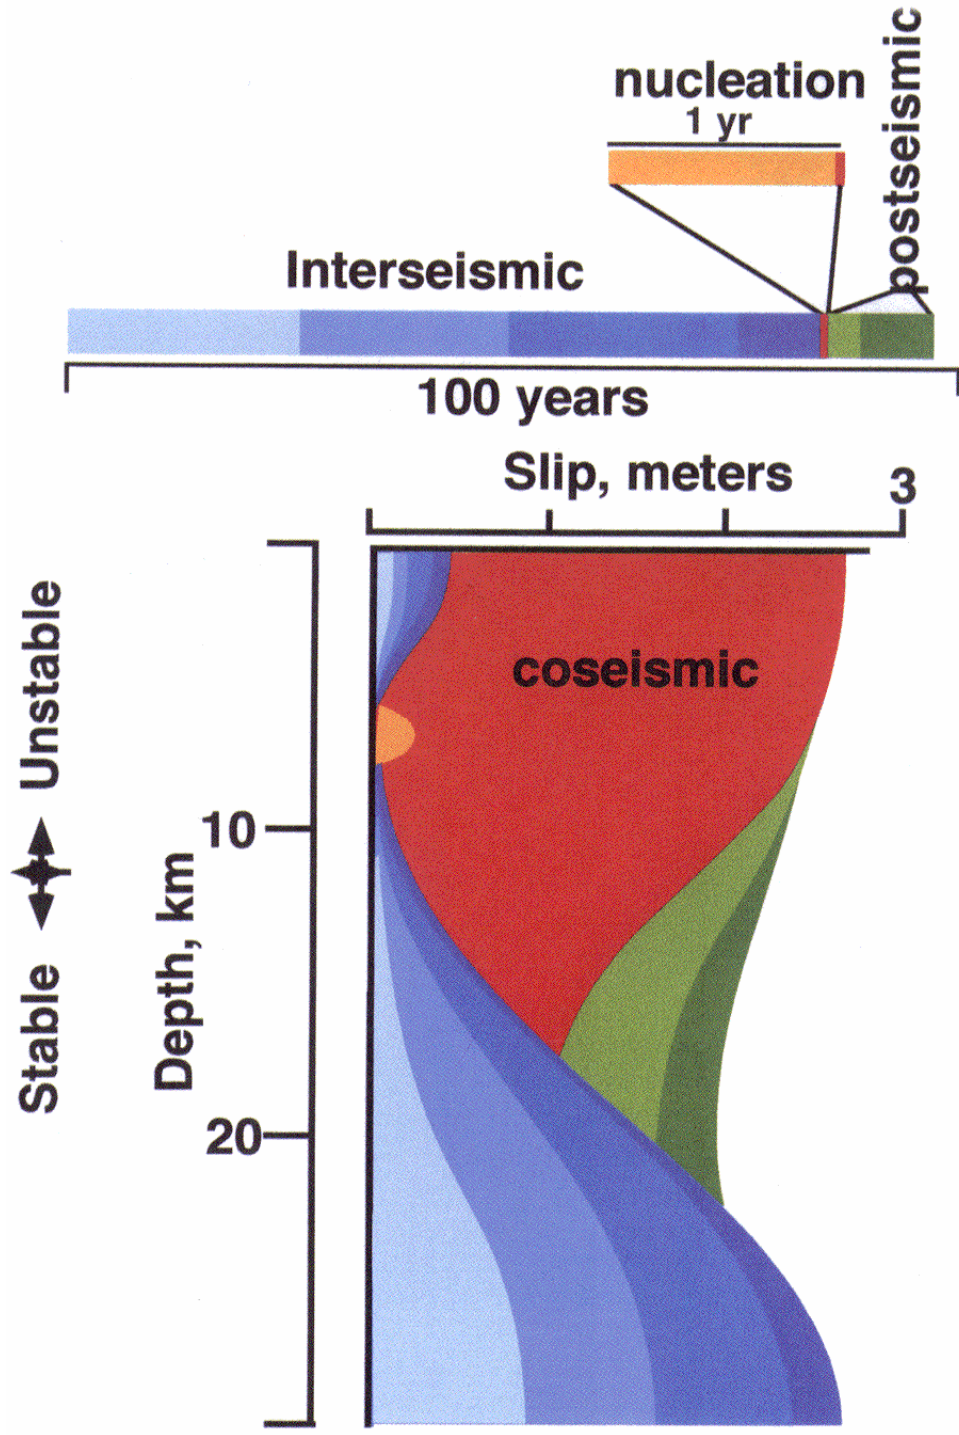 nucleation
1 yr
postseismic
Interseismic
100 years
Slip, meters
3
coseismic
Unstable
Stable
Depth, km
10
20